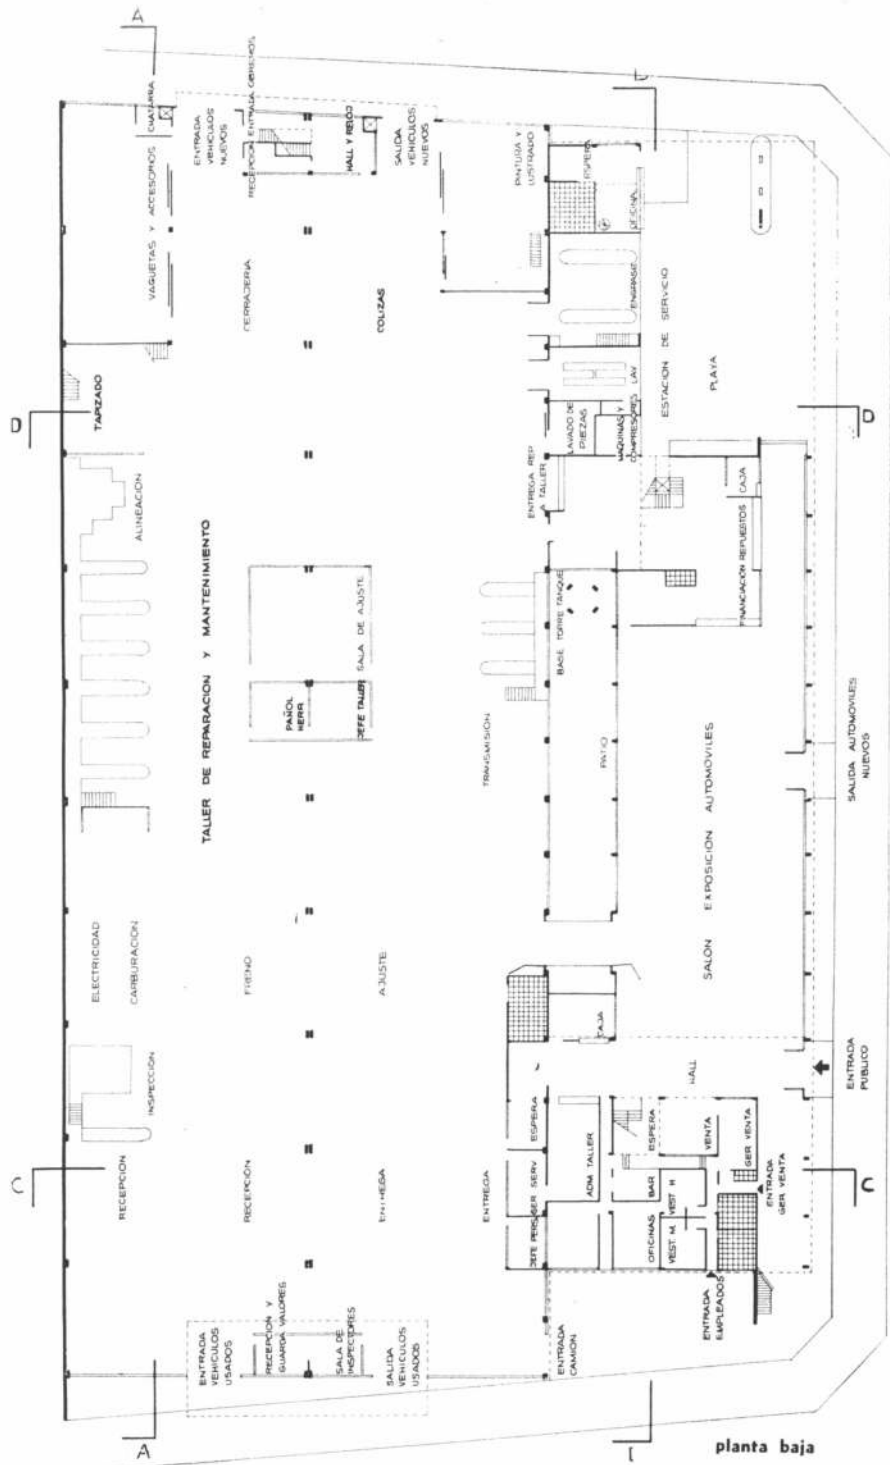 A
CHATARRA
VAGUETAS Y ACCESORIOS
ENTRADA
VEHICULOS
NUEVOS
RECEPCION ENTRADA OBREROS
HALL Y RELOJ
SALIDA
VEHICULOS
NUEVOS
PINTURA Y
LUSTRADO
ESPERA
OFICINA
CERRAJERIA
COLIZAS
ENGRASE
ESTACION DE SERVICIO
PLAYA
TAPIZADO
D
D
LAVADO DE
PIEZAS
MAQUINAS Y
COMPRESORES LAV
ENTREGA REP
A TALLER
ALINEACION
CAJA
FINANCIACION REPUESTOS
TALLER DE REPARACION Y MANTENIMIENTO
SALA DE AJUSTE
BASE TORRE TANQUE
PAÑOL
HERR
JEFE TALLER
TRANSMISION
PATIO
SALON EXPOSICION AUTOMOVILES
SALIDA AUTOMOVILES
NUEVOS
ELECTRICIDAD
CARBURACION
FRENO
AJUSTE
CAJA
HALL
ENTRADA
PUBLICO
INSPECCION
ESPERA
ESPERA
VENTA
GER VENTA
C
C
RECEPCION
RECEPCION
ENTREGA
ENTREGA
GER SERV
JEFE PERS
ADM TALLER
BAR
OFICINAS
VEST H
VEST. M.
ENTRADA
GER VENTA
ENTRADA
EMPLEADOS
ENTRADA
VEHICULOS
USADOS
RECEPCION Y
GUARDA VALORES
SALA DE
INSPECTORES
SALIDA
VEHICULOS
USADOS
ENTRADA
CAMION
A
planta baja